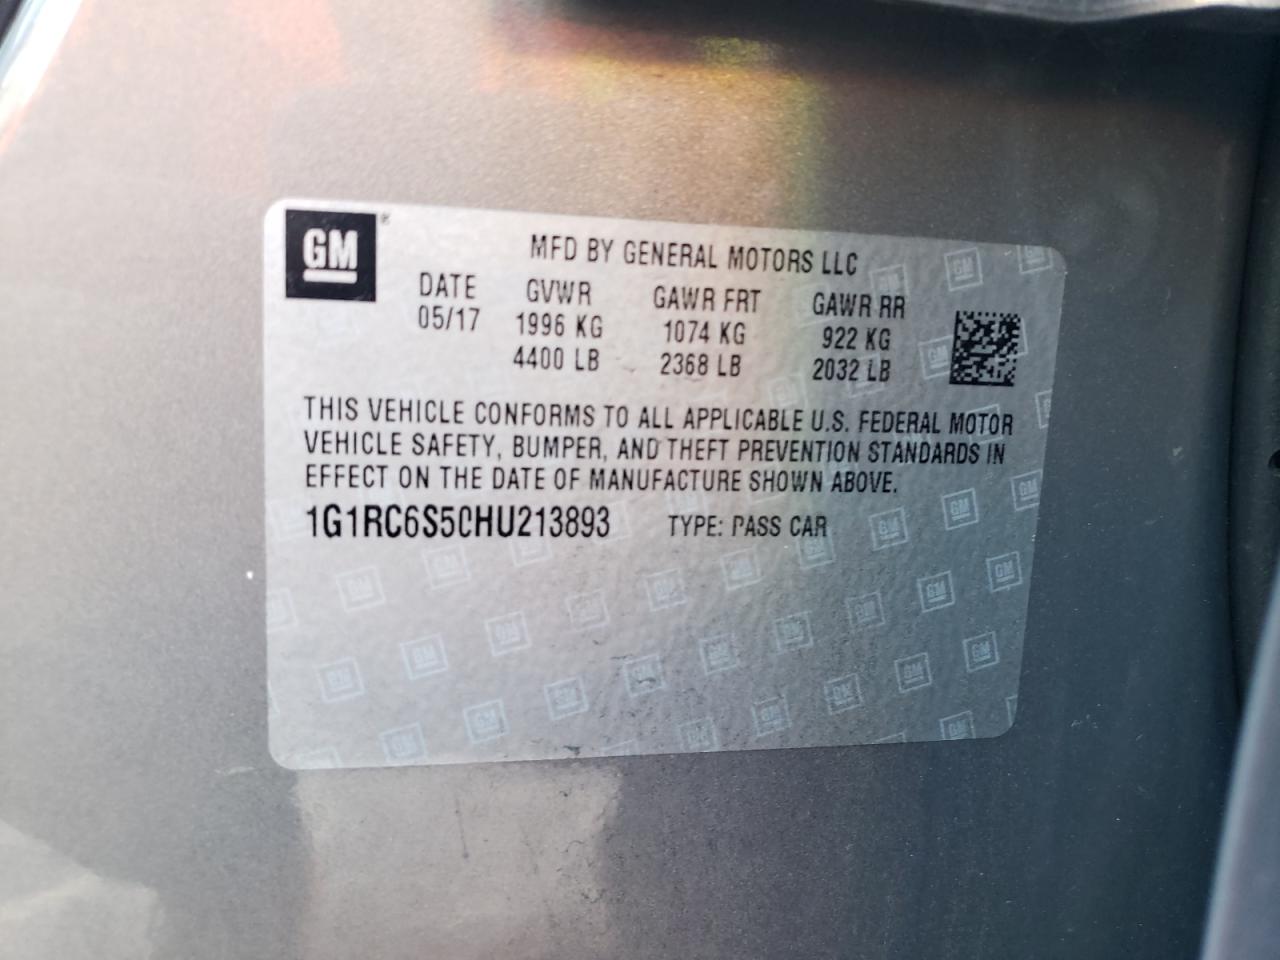 GM®
MFD BY GENERAL MOTORS LLC
DATE GVWR GAWR FRT GAWR RR
05/17 1996 KG 1074 KG 922 KG
4400 LB 2368 LB 2032 LB
THIS VEHICLE CONFORMS TO ALL APPLICABLE U.S. FEDERAL MOTOR
VEHICLE SAFETY, BUMPER, AND THEFT PREVENTION STANDARDS IN
EFFECT ON THE DATE OF MANUFACTURE SHOWN ABOVE.
1G1RC6S50HU213893 TYPE: PASS CAR